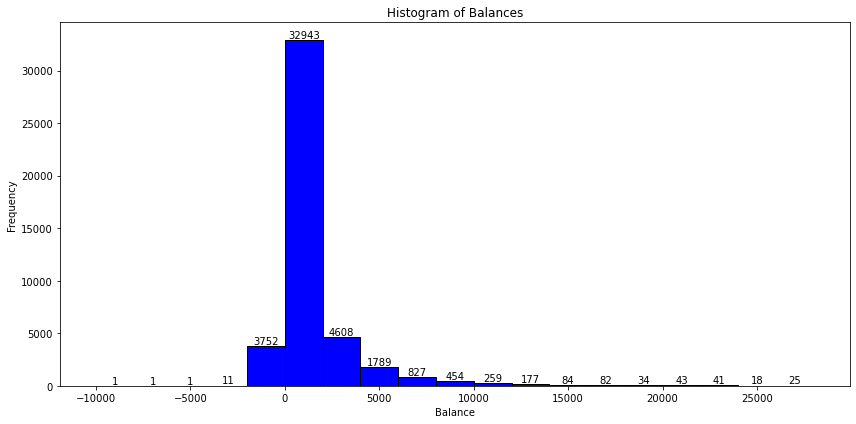 Histogram of Balances
32943
30000
25000
20000
15000
10000
5000
0
Frequency
1 1 1 11 3752 4608 1789 827 454 259 177 84 82 34 43 41 18 25
−10000 −5000 0 5000 10000 15000 20000 25000
Balance